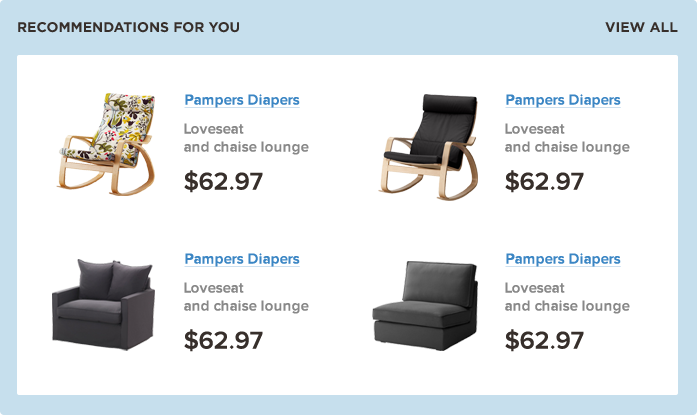 RECOMMENDATIONS FOR YOU
VIEW ALL
Pampers Diapers
Loveseat
and chaise lounge
$62.97
Pampers Diapers
Loveseat
and chaise lounge
$62.97
Pampers Diapers
Loveseat
and chaise lounge
$62.97
Pampers Diapers
Loveseat
and chaise lounge
$62.97